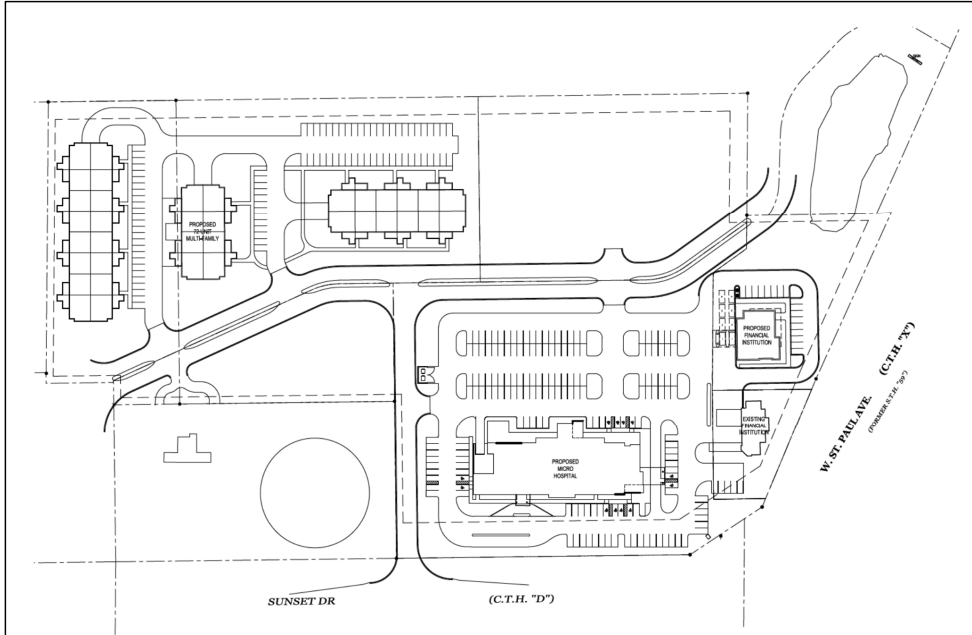 PROPOSED
72-UNIT
MULTI-FAMILY
PROPOSED
FINANCIAL
INSTITUTION
EXISTING
FINANCIAL
INSTITUTION
PROPOSED
MICRO
HOSPITAL
W. ST. PAUL AVE.
(C.T.H. "X")
(FORMER S.T.H. "59")
SUNSET DR
(C.T.H. "D")